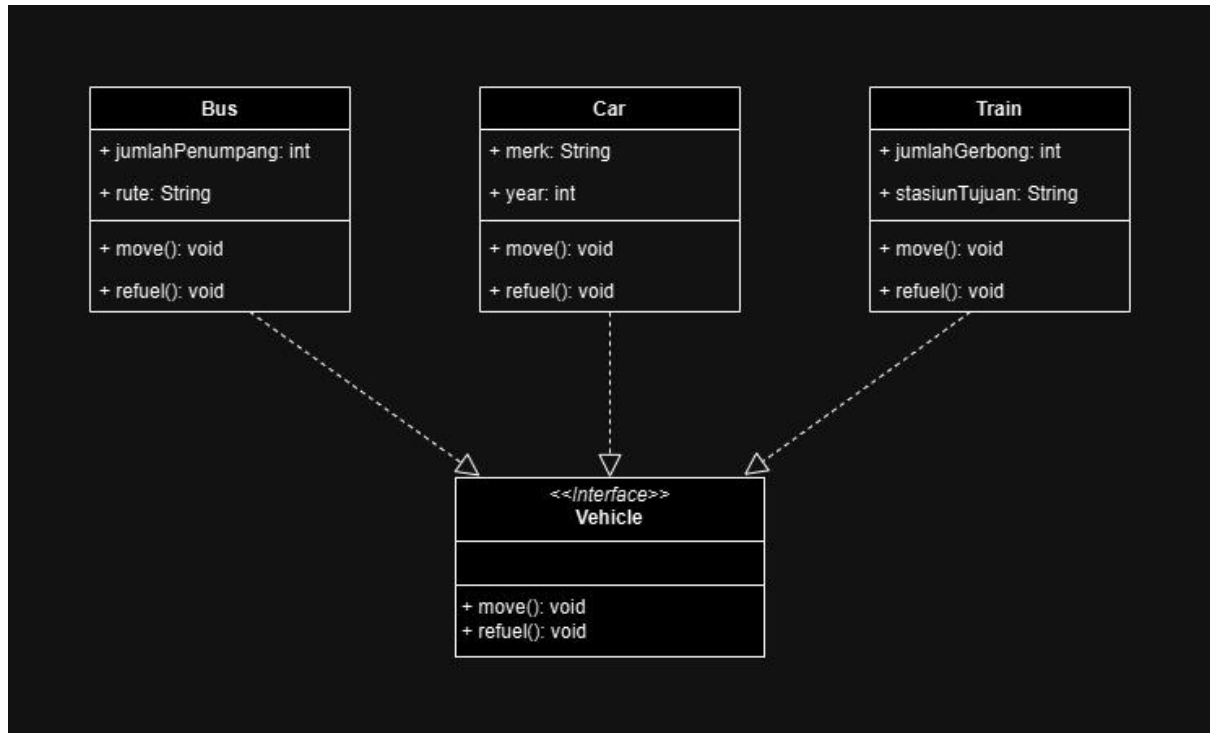 Bus
+ jumlahPenumpang: int
+ rute: String
+ move(): void
+ refuel(): void
Car
+ merk: String
+ year: int
+ move(): void
+ refuel(): void
Train
+ jumlahGerbong: int
+ stasiunTujuan: String
+ move(): void
+ refuel(): void
<<Interface>>
Vehicle
+ move(): void
+ refuel(): void